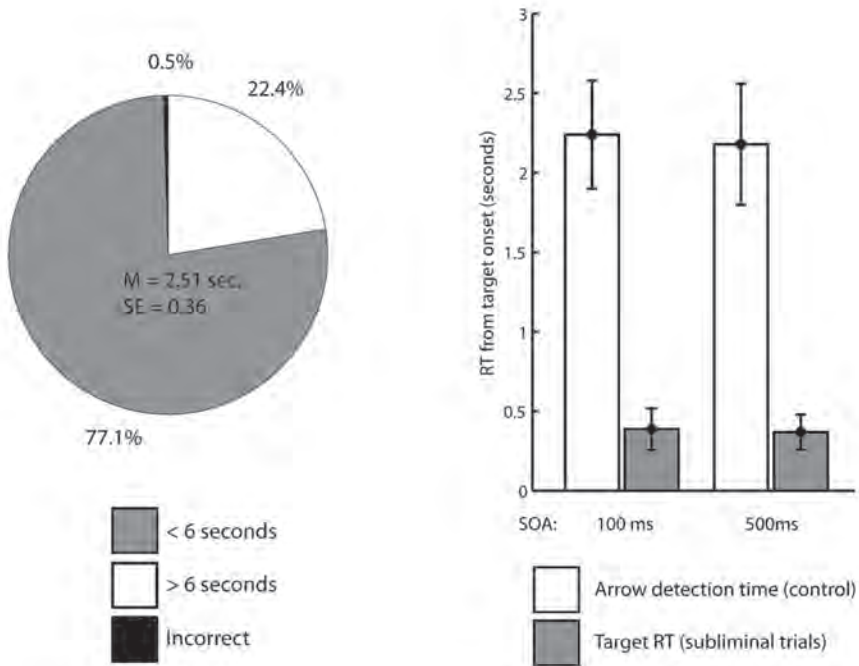 0.5%
22.4%
M = 2.51 sec,
SE = 0.36
77.1%
< 6 seconds
> 6 seconds
Incorrect
3
2.5
2
1.5
1
0.5
0
RT from target onset (seconds)
SOA: 100 ms 500ms
Arrow detection time (control)
Target RT (subliminal trials)